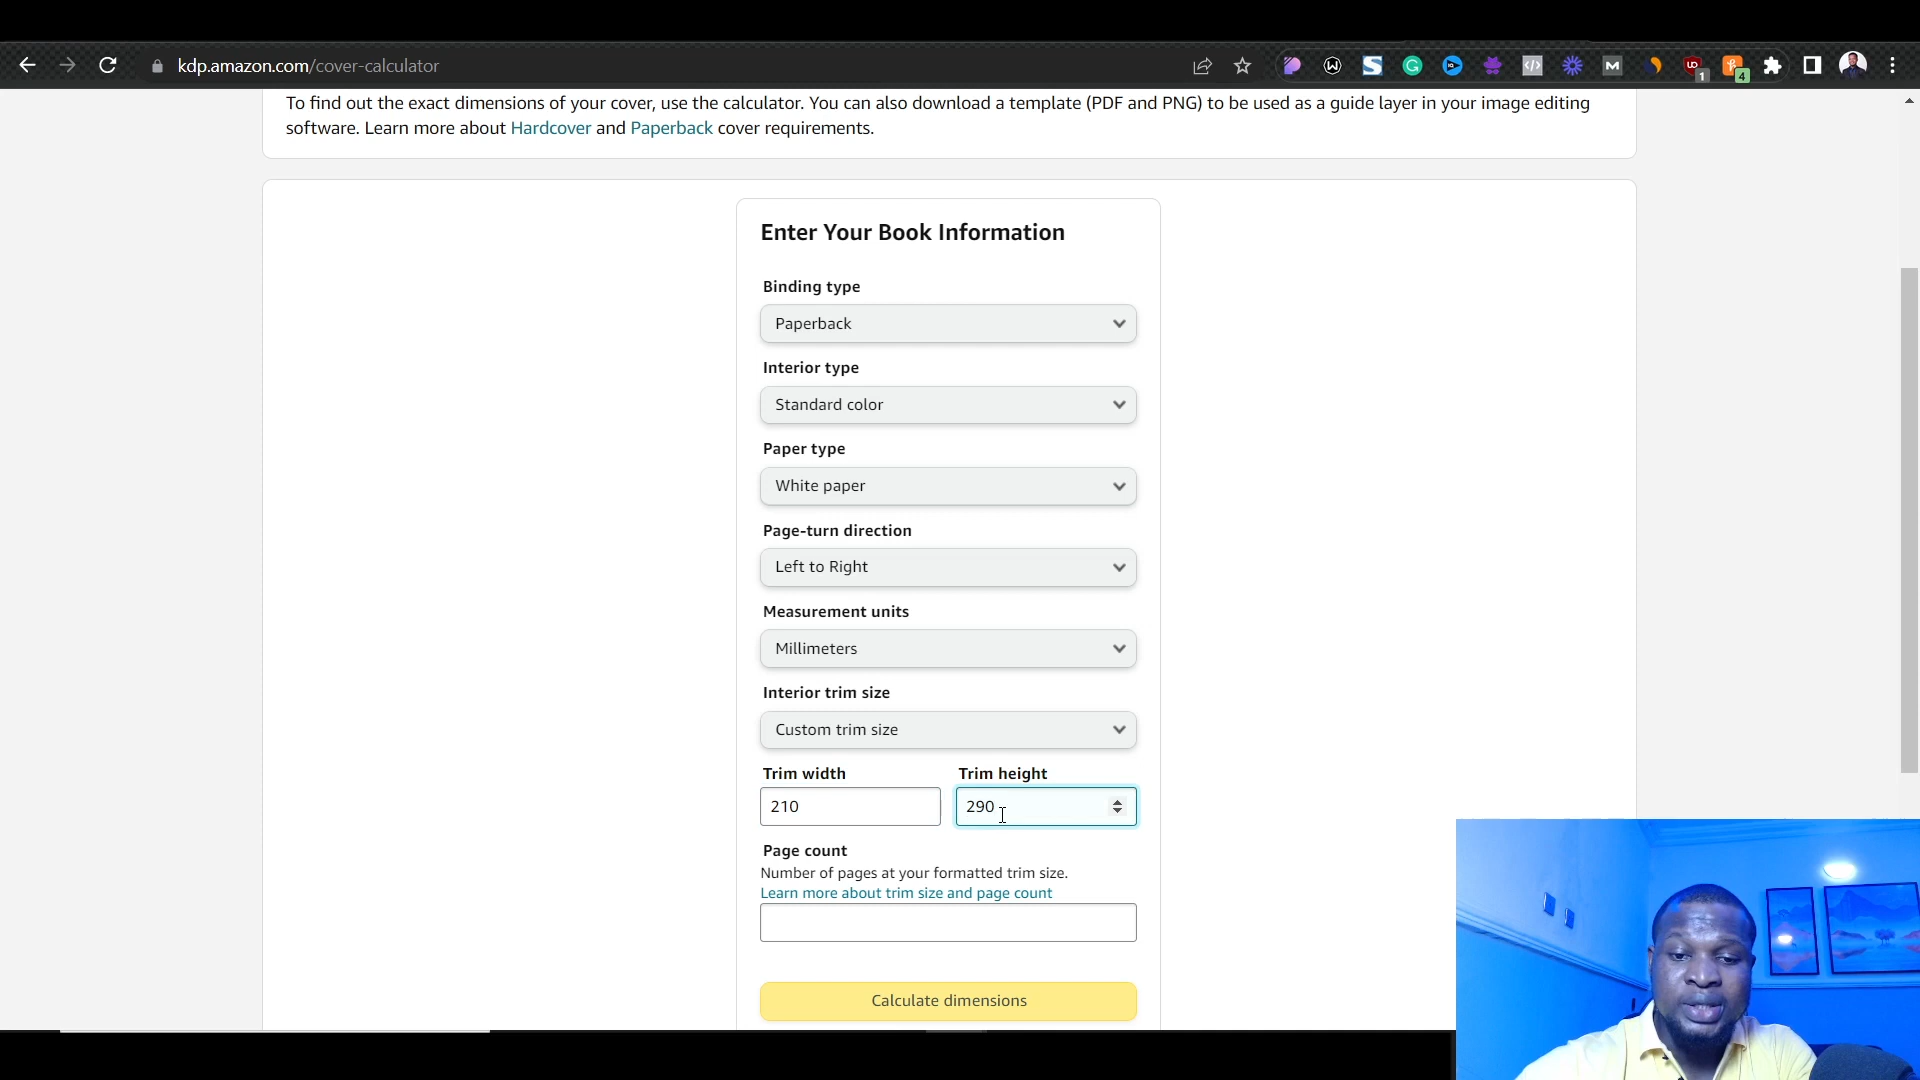 kdp.amazon.com/cover-calculator
1
4
To find out the exact dimensions of your cover, use the calculator. You can also download a template (PDF and PNG) to be used as a guide layer in your image editing
software. Learn more about Hardcover and Paperback cover requirements.
Enter Your Book Information
Binding type
Paperback
Interior type
Standard color
Paper type
White paper
Page-turn direction
Left to Right
Measurement units
Millimeters
Interior trim size
Custom trim size
Trim width Trim height
210 290
Page count
Number of pages at your formatted trim size.
Learn more about trim size and page count
Calculate dimensions